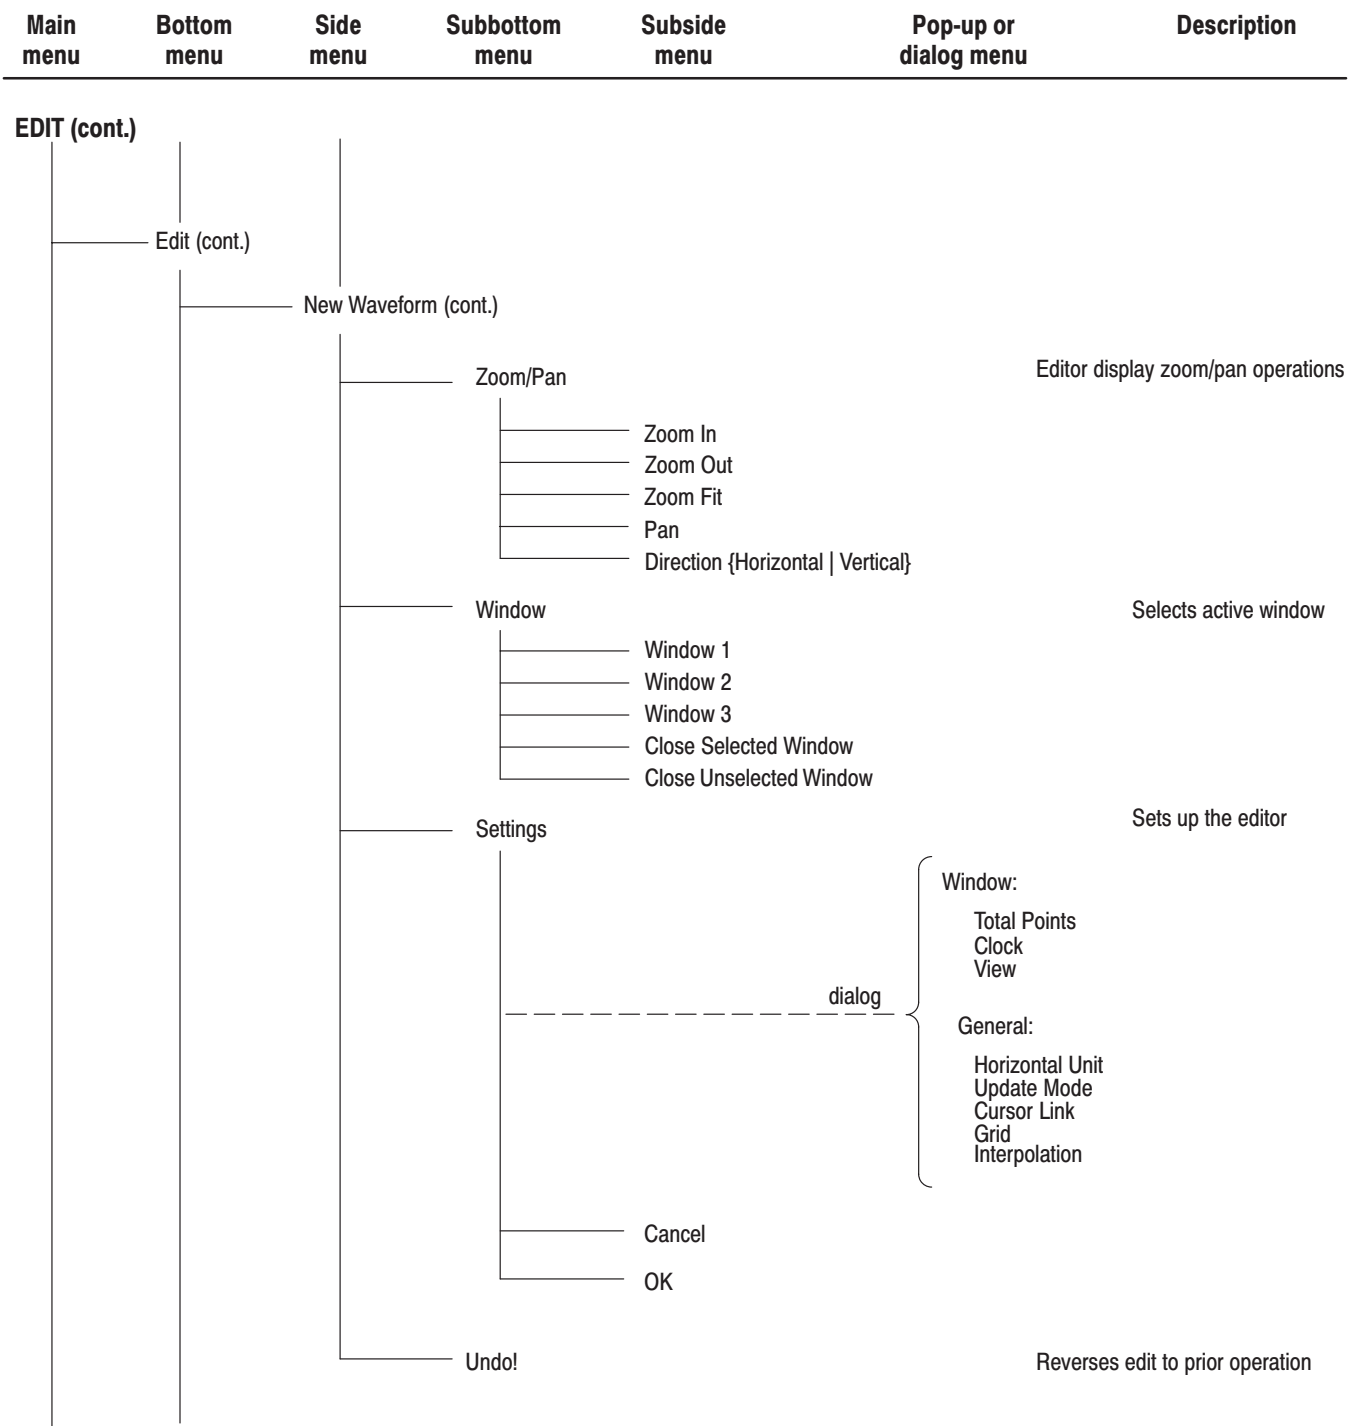 Main menu
Bottom menu
Side menu
Subbottom menu
Subside menu
Pop-up or dialog menu
Description
EDIT (cont.)
Edit (cont.)
New Waveform (cont.)
Zoom/Pan
Editor display zoom/pan operations
Zoom In
Zoom Out
Zoom Fit
Pan
Direction {Horizontal | Vertical}
Window
Selects active window
Window 1
Window 2
Window 3
Close Selected Window
Close Unselected Window
Settings
Sets up the editor
Window:
Total Points
Clock
View
dialog
General:
Horizontal Unit
Update Mode
Cursor Link
Grid
Interpolation
Cancel
OK
Undo!
Reverses edit to prior operation